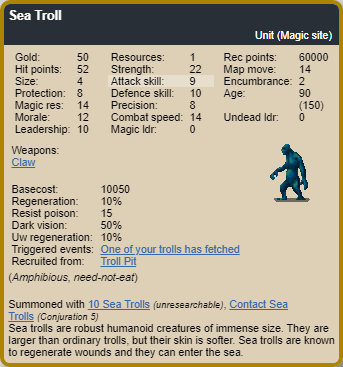 Sea Troll
Unit (Magic site)
Gold: 50 Resources: 1 Rec points: 60000
Hit points: 52 Strength: 22 Map move: 14
Size: 4 Attack skill: 9 Encumbrance: 2
Protection: 8 Defence skill: 10 Age: 90
Magic res: 14 Precision: 8 (150)
Morale: 12 Combat speed: 14 Undead ldr: 0
Leadership: 10 Magic ldr: 0
Weapons:
Claw
Basecost: 10050
Regeneration: 10%
Resist poison: 15
Dark vision: 50%
Uw regeneration: 10%
Triggered events: One of your trolls has fetched
Recruited from: Troll Pit
(Amphibious, need-not-eat)
Summoned with 10 Sea Trolls (unresearchable), Contact Sea
Trolls (Conjuration 5)
Sea trolls are robust humanoid creatures of immense size. They are
larger than ordinary trolls, but their skin is softer. Sea trolls are known
to regenerate wounds and they can enter the sea.